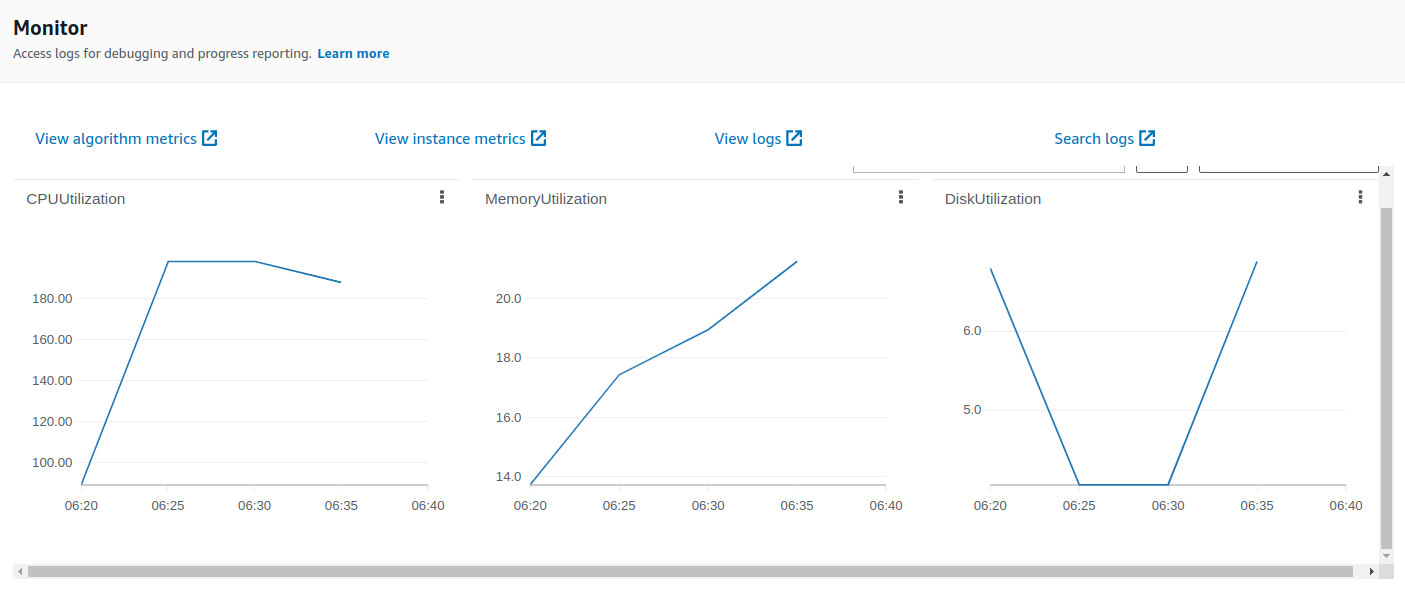 Monitor
Access logs for debugging and progress reporting. Learn more
View algorithm metrics
View instance metrics
View logs
Search logs
CPUUtilization
180.00
160.00
140.00
120.00
100.00
06:20 06:25 06:30 06:35 06:40
MemoryUtilization
20.0
18.0
16.0
14.0
06:20 06:25 06:30 06:35 06:40
DiskUtilization
6.0
5.0
06:20 06:25 06:30 06:35 06:40